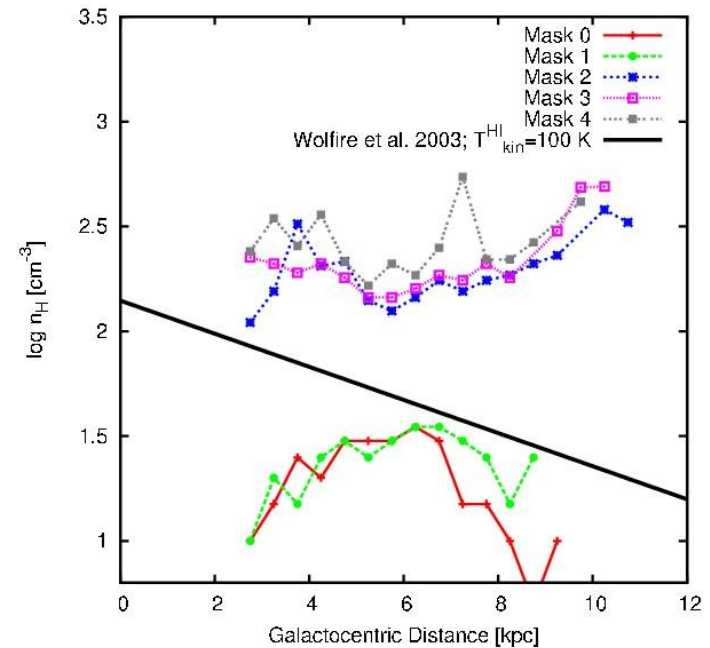 3.5
3
2.5
2
1.5
1
log n_H [cm^-3]
Mask 0
Mask 1
Mask 2
Mask 3
Mask 4
Wolfire et al. 2003; T^HI_kin=100 K
0 2 4 6 8 10 12
Galactocentric Distance [kpc]